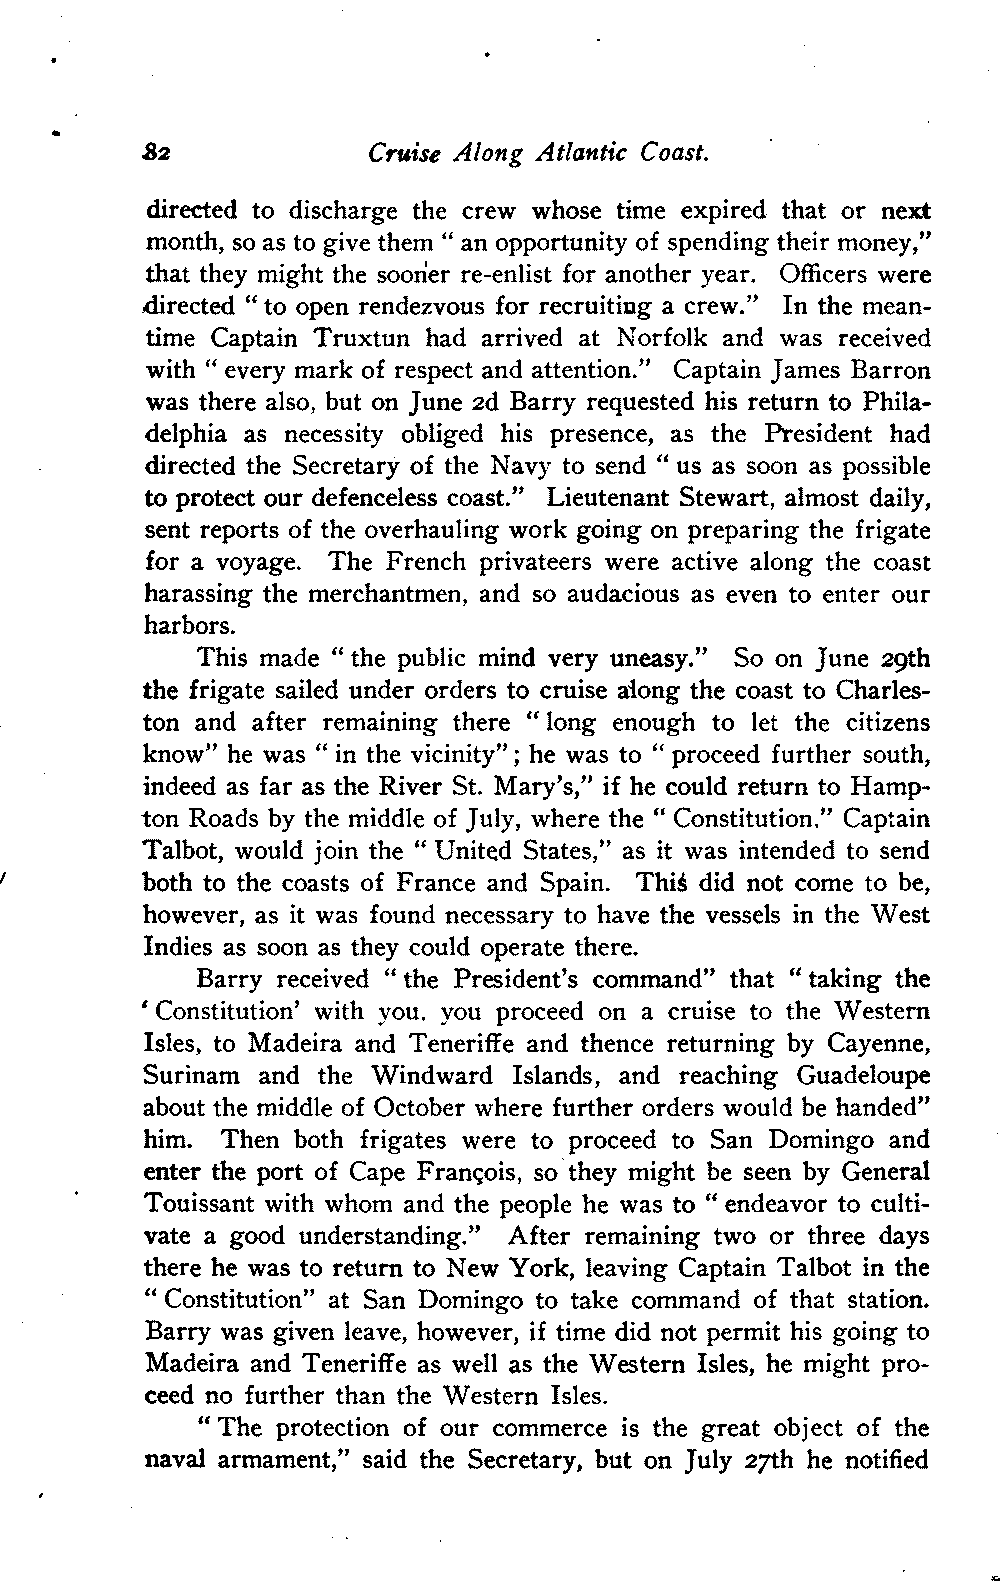 82 Cruise Along Atlantic Coast.
directed to discharge the crew whose time expired that or next
month, so as to give them “ an opportunity of spending their money,”
that they might the sooner re-enlist for another year. Officers were
directed “ to open rendezvous for recruiting a crew.” In the mean-
time Captain Truxtun had arrived at Norfolk and was received
with “ every mark of respect and attention.” Captain James Barron
was there also, but on June 2d Barry requested his return to Phila-
delphia as necessity obliged his presence, as the President had
directed the Secretary of the Navy to send “ us as soon as possible
to protect our defenceless coast.” Lieutenant Stewart, almost daily,
sent reports of the overhauling work going on preparing the frigate
for a voyage. The French privateers were active along the coast
harassing the merchantmen, and so audacious as even to enter our
harbors.
This made “ the public mind very uneasy.” So on June 29th
the frigate sailed under orders to cruise along the coast to Charles-
ton and after remaining there “ long enough to let the citizens
know” he was “ in the vicinity” ; he was to “ proceed further south,
indeed as far as the River St. Mary’s,” if he could return to Hamp-
ton Roads by the middle of July, where the “ Constitution,” Captain
Talbot, would join the “ United States,” as it was intended to send
both to the coasts of France and Spain. This did not come to be,
however, as it was found necessary to have the vessels in the West
Indies as soon as they could operate there.
Barry received “ the President’s command” that “ taking the
‘ Constitution’ with you, you proceed on a cruise to the Western
Isles, to Madeira and Teneriffe and thence returning by Cayenne,
Surinam and the Windward Islands, and reaching Guadeloupe
about the middle of October where further orders would be handed”
him. Then both frigates were to proceed to San Domingo and
enter the port of Cape François, so they might be seen by General
Touissant with whom and the people he was to “ endeavor to culti-
vate a good understanding.” After remaining two or three days
there he was to return to New York, leaving Captain Talbot in the
“ Constitution” at San Domingo to take command of that station.
Barry was given leave, however, if time did not permit his going to
Madeira and Teneriffe as well as the Western Isles, he might pro-
ceed no further than the Western Isles.
“ The protection of our commerce is the great object of the
naval armament,” said the Secretary, but on July 27th he notified